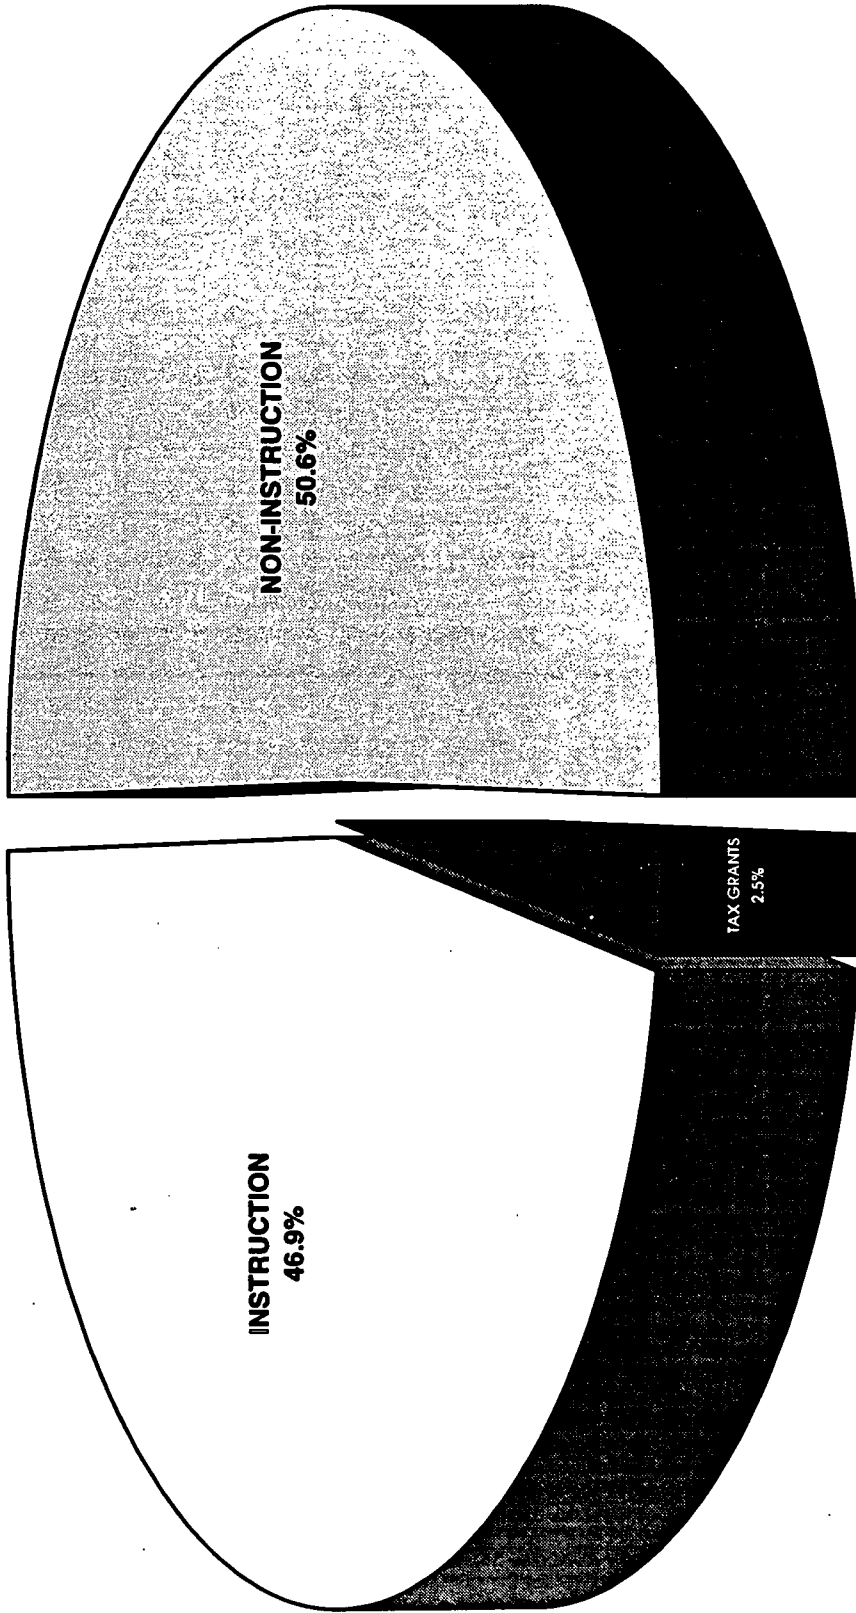 INSTRUCTION
46.9%
NON-INSTRUCTION
50.6%
TAX GRANTS
2.5%